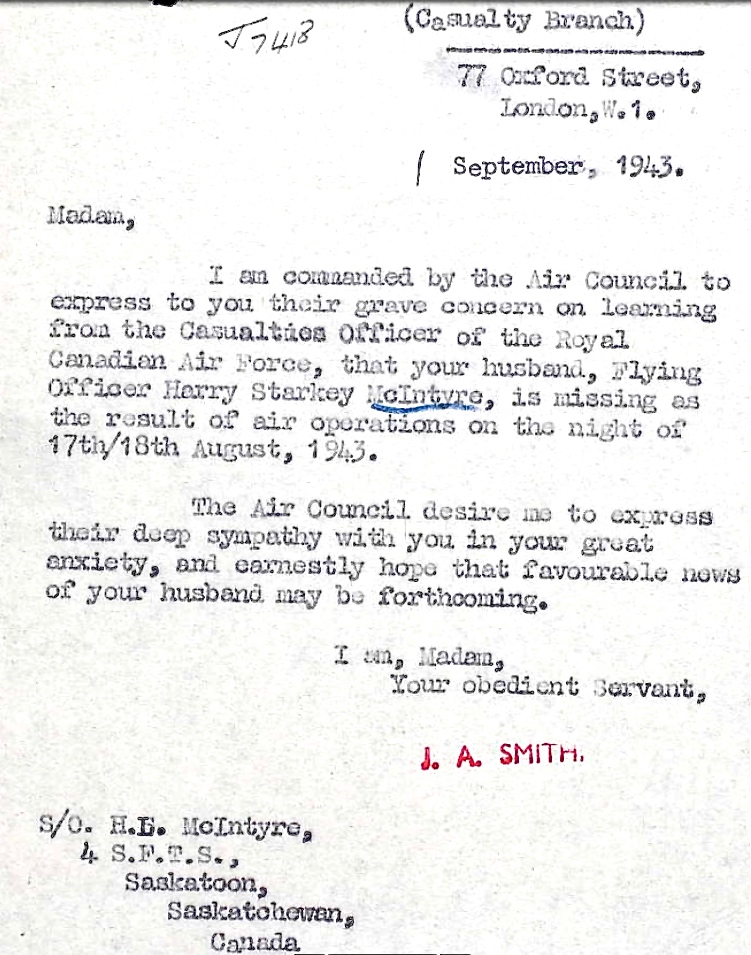 J7418
(Casualty Branch)
77 Oxford Street,
London, W.1.
1 September, 1943.
Madam,
I am commanded by the Air Council to
express to you their grave concern on learning
from the Casualties Officer of the Royal
Canadian Air Force, that your husband, Flying
Officer Harry Starkey McIntyre, is missing as
the result of air operations on the night of
17th/18th August, 1943.
The Air Council desire me to express
their deep sympathy with you in your great
anxiety, and earnestly hope that favourable news
of your husband may be forthcoming.
I am, Madam,
Your obedient Servant,
J. A. SMITH.
S/O. H.E. McIntyre,
4 S.F.T.S.,
Saskatoon,
Saskatchewan,
Canada